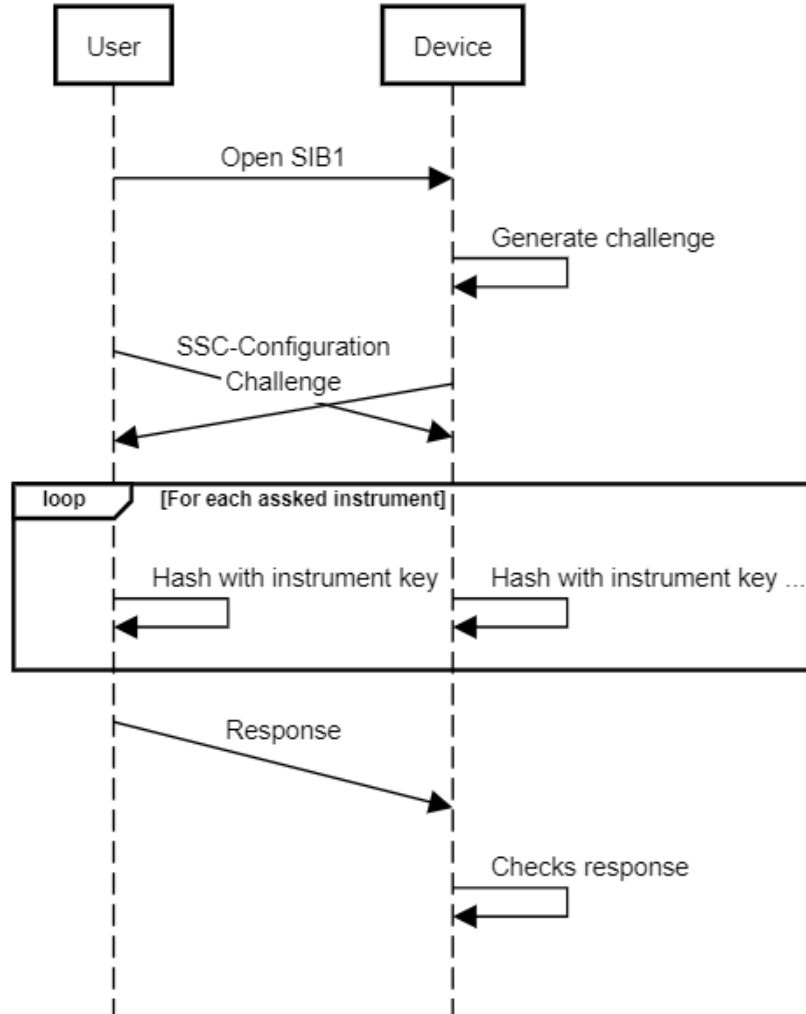 User
Device
Open SIB1
Generate challenge
SSC-Configuration
Challenge
loop
[For each assked instrument]
Hash with instrument key
Hash with instrument key ...
Response
Checks response